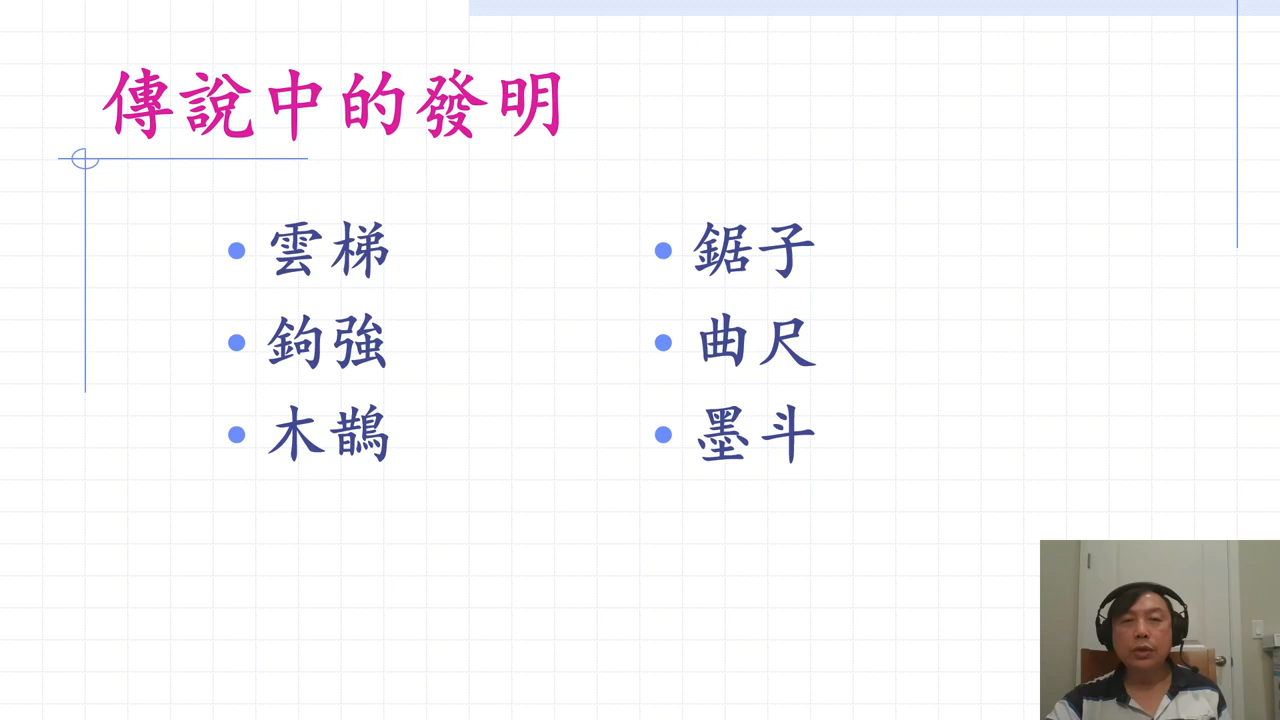 傳說中的發明
• 雲梯
• 鉤強
• 木鵲
• 鋸子
• 曲尺
• 墨斗